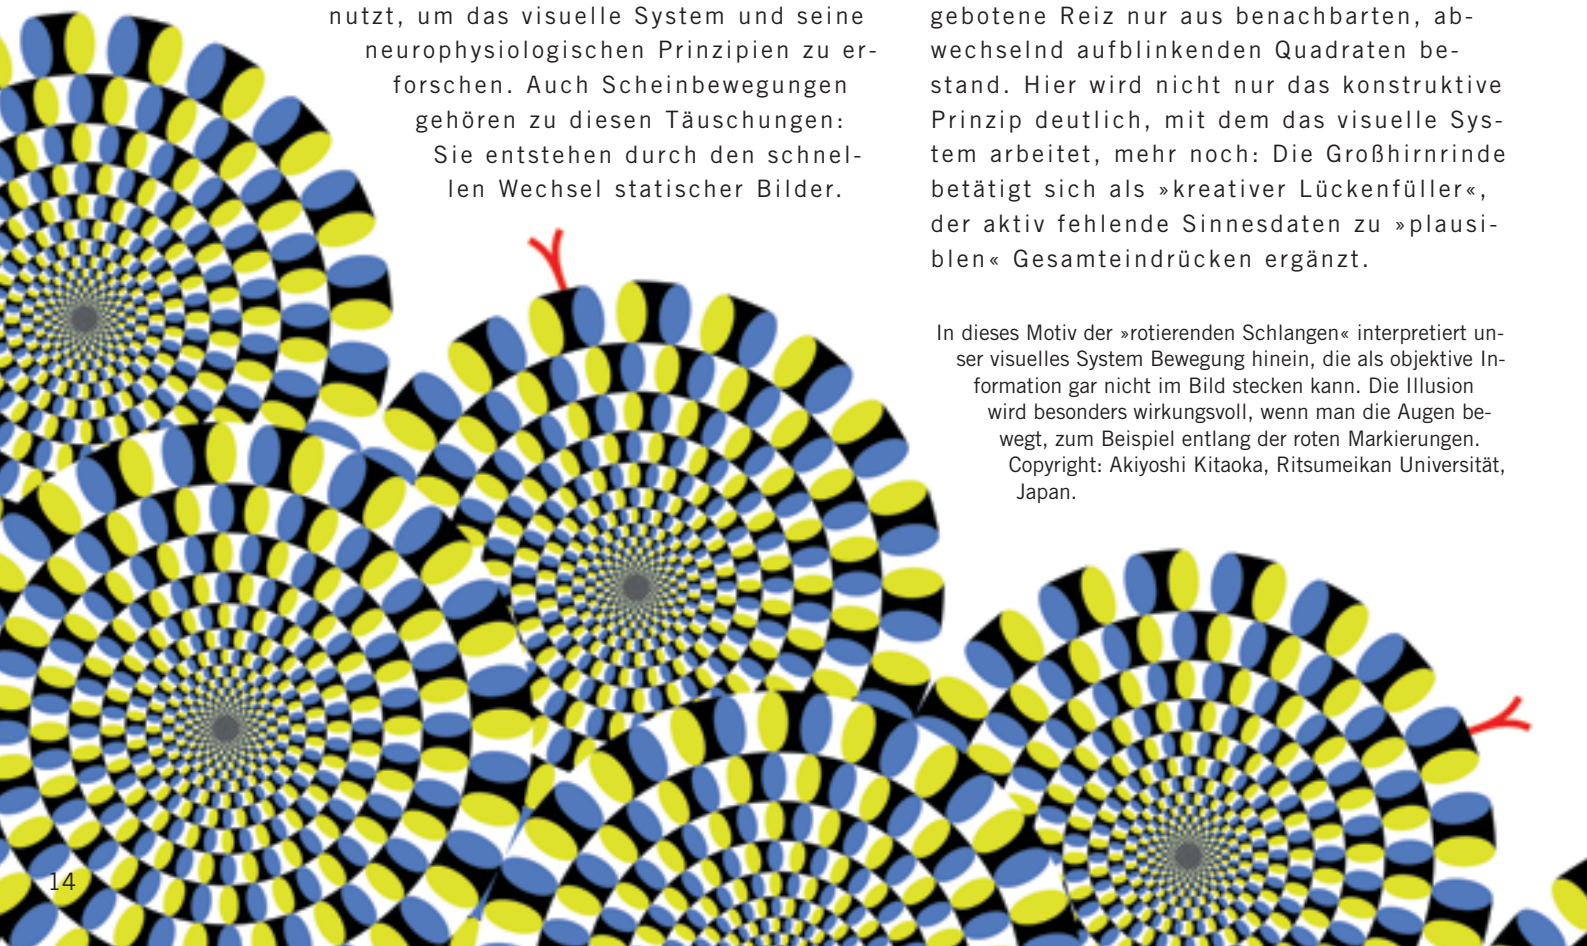 nutzt, um das visuelle System und seine
neurophysiologischen Prinzipien zu er-
forschen. Auch Scheinbewegungen
gehören zu diesen Täuschungen:
Sie entstehen durch den schnel-
len Wechsel statischer Bilder.
gebotene Reiz nur aus benachbarten, ab-
wechselnd aufblinkenden Quadraten be-
stand. Hier wird nicht nur das konstruktive
Prinzip deutlich, mit dem das visuelle Sys-
tem arbeitet, mehr noch: Die Großhirnrinde
betätigt sich als »kreativer Lückenfüller«,
der aktiv fehlende Sinnesdaten zu »plausi-
blen« Gesamteindrücken ergänzt.
In dieses Motiv der »rotierenden Schlangen« interpretiert un-
ser visuelles System Bewegung hinein, die als objektive In-
formation gar nicht im Bild stecken kann. Die Illusion
wird besonders wirkungsvoll, wenn man die Augen be-
wegt, zum Beispiel entlang der roten Markierungen.
Copyright: Akiyoshi Kitaoka, Ritsumeikan Universität,
Japan.
14